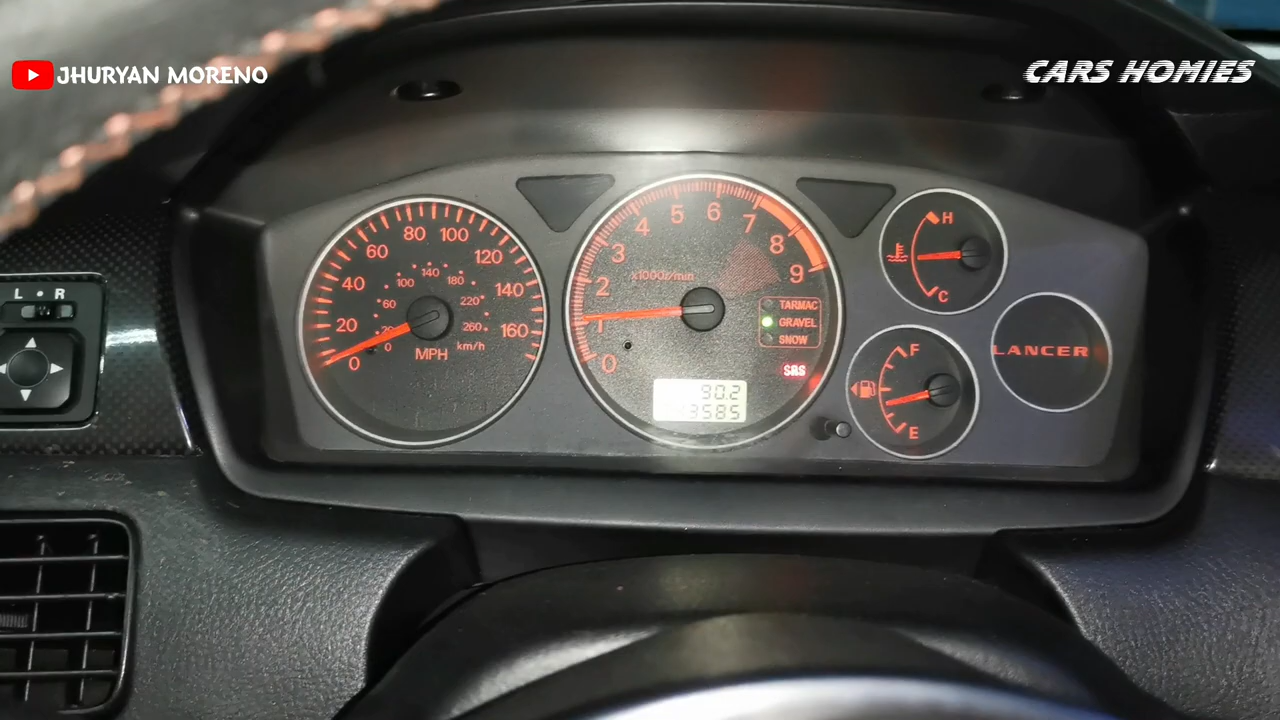 JHURYAN MORENO
CARS HOMIES
L • R
0
20
40
60
80
100
120
140
160
0
20
60
100
140
180
220
260
MPH
km/h
0
1
2
3
4
5
6
7
8
9
x1000r/min
TARMAC
GRAVEL
SNOW
SRS
90.2
H
C
F
E
LANCER